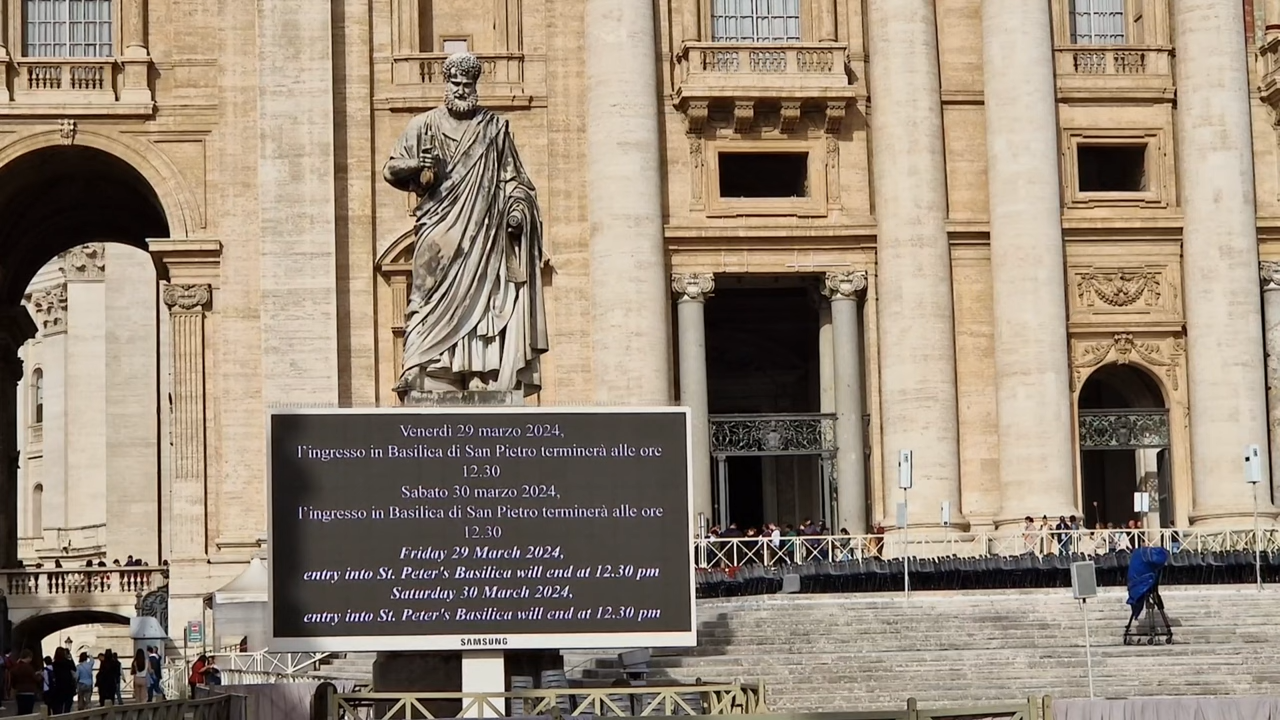 Venerdì 29 marzo 2024,
l'ingresso in Basilica di San Pietro terminerà alle ore
12.30
Sabato 30 marzo 2024,
l'ingresso in Basilica di San Pietro terminerà alle ore
12.30
Friday 29 March 2024,
entry into St. Peter's Basilica will end at 12.30 pm
Saturday 30 March 2024,
entry into St. Peter's Basilica will end at 12.30 pm
SAMSUNG